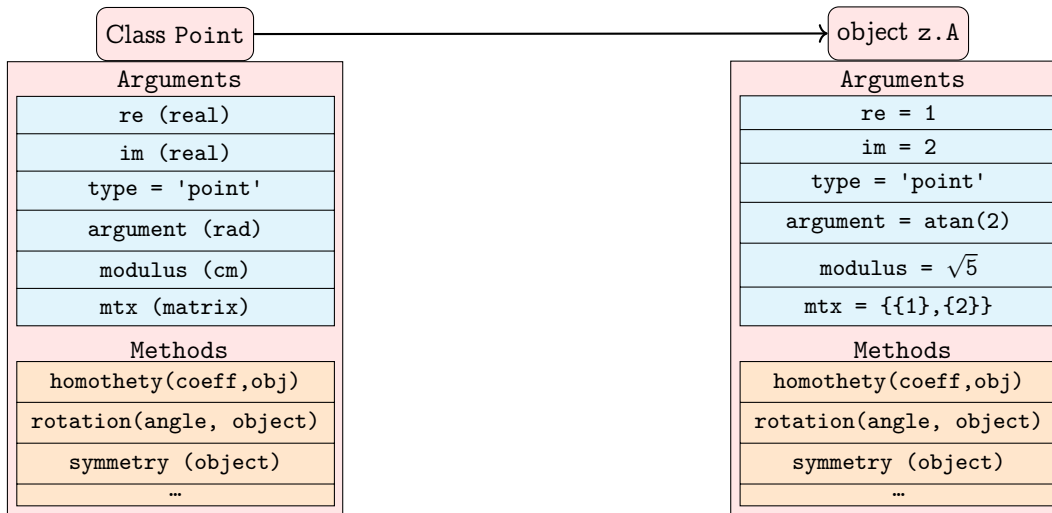 Class Point
Arguments
re (real)
im (real)
type = 'point'
argument (rad)
modulus (cm)
mtx (matrix)
Methods
homothety(coeff,obj)
rotation(angle, object)
symmetry (object)
…
object z.A
Arguments
re = 1
im = 2
type = 'point'
argument = atan(2)
modulus = √5
mtx = {{1},{2}}
Methods
homothety(coeff,obj)
rotation(angle, object)
symmetry (object)
…